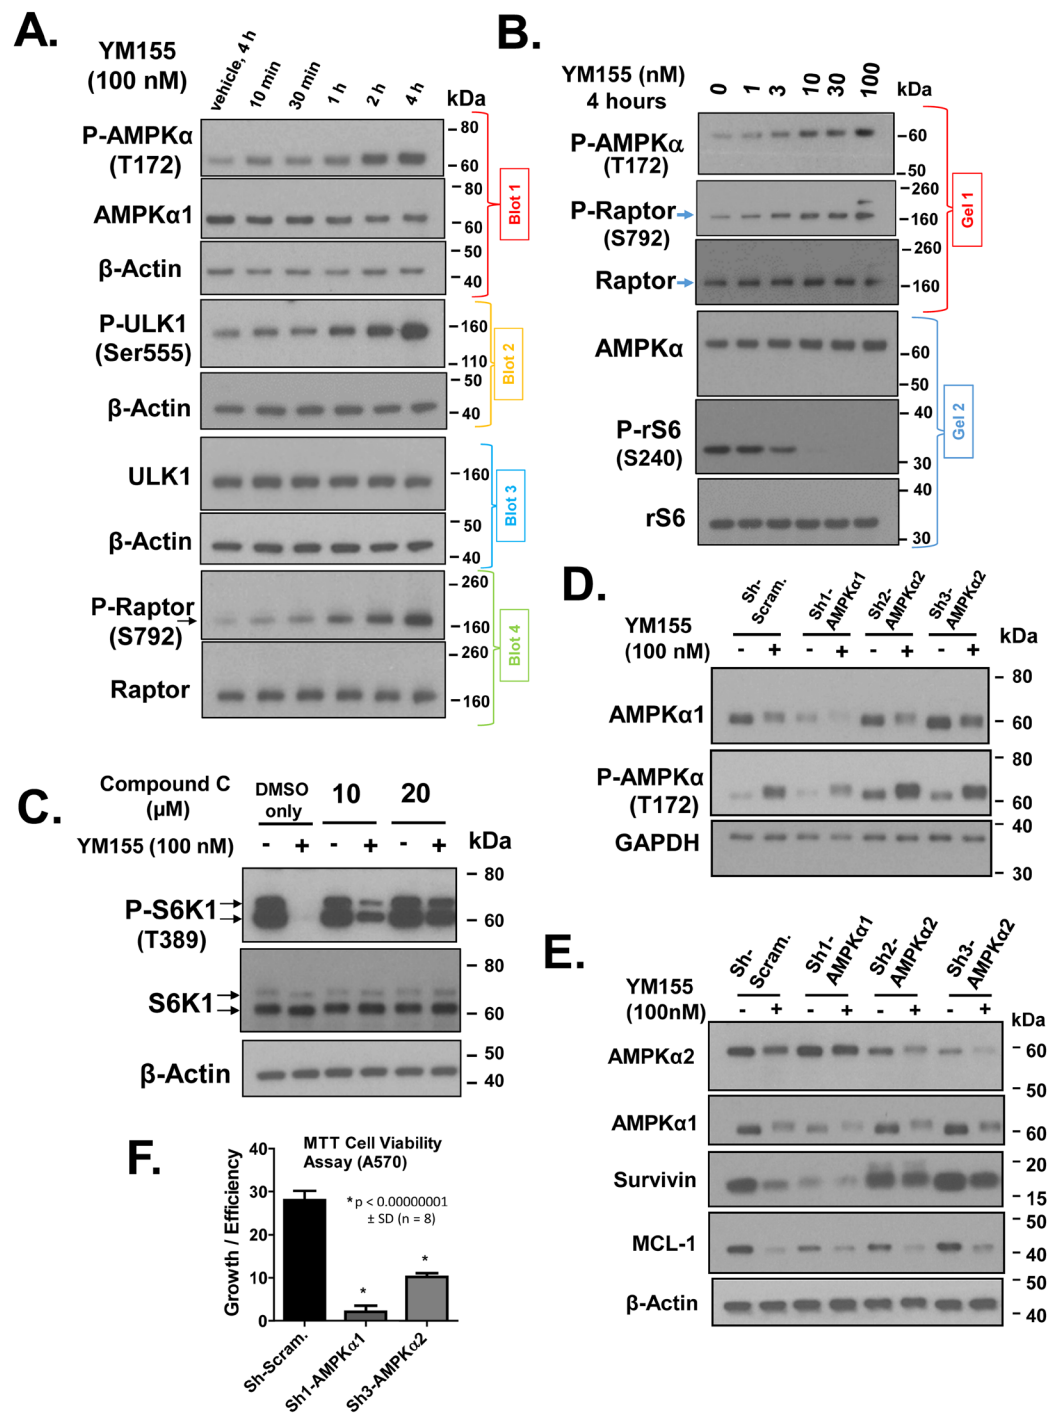 A.
YM155
(100 nM)
vehicle, 4 h
10 min
30 min
1 h
2 h
4 h
kDa
P-AMPKα
(T172)
80
60
AMPKα1
80
60
β-Actin
50
40
Blot 1
P-ULK1
(Ser555)
160
110
β-Actin
50
40
Blot 2
ULK1
160
β-Actin
50
40
Blot 3
P-Raptor
(S792)
260
160
Raptor
260
160
Blot 4
B.
YM155 (nM)
4 hours
0 1 3 10 30 100
kDa
P-AMPKα
(T172)
60
50
P-Raptor
(S792)
260
160
Raptor
260
160
Gel 1
AMPKα
60
50
P-rS6
(S240)
40
30
rS6
40
30
Gel 2
C.
Compound C
(µM)
DMSO
only
10
20
YM155 (100 nM)
- + - + - +
kDa
P-S6K1
(T389)
80
60
S6K1
80
60
β-Actin
50
40
D.
Sh-
Scram.
Sh1-
AMPKα1
Sh2-
AMPKα2
Sh3-
AMPKα2
YM155
(100 nM)
- + - + - + - +
kDa
AMPKα1
80
60
P-AMPKα
(T172)
80
60
GAPDH
40
30
E.
Sh-
Scram.
Sh1-
AMPKα1
Sh2-
AMPKα2
Sh3-
AMPKα2
YM155
(100nM)
- + - + - + - +
kDa
AMPKα2
60
50
AMPKα1
60
Survivin
20
15
MCL-1
50
40
β-Actin
50
40
F.
MTT Cell Viability
Assay (A570)
* p < 0.00000001
± SD (n = 8)
Growth / Efficiency
40
30
20
10
0
*
*
Sh-Scram.
Sh1-AMPKα1
Sh3-AMPKα2